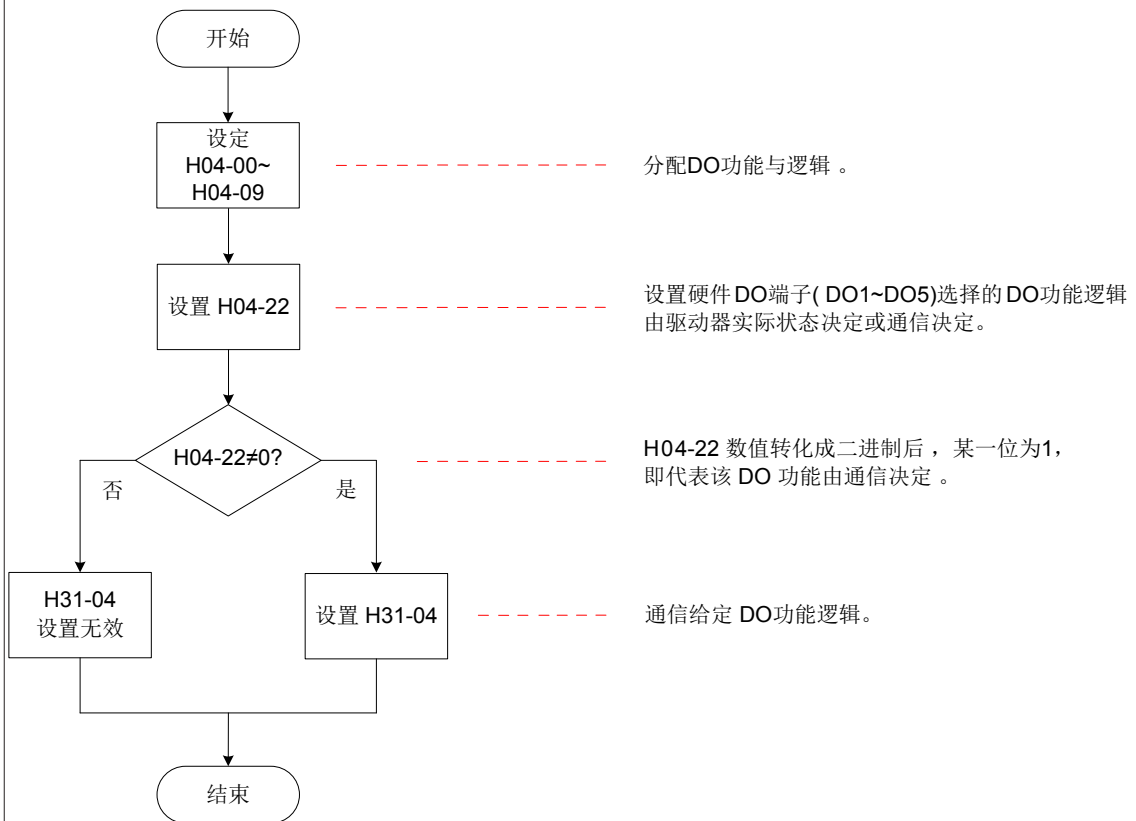 开始
设定
H04-00~
H04-09
分配DO功能与逻辑 。
设置 H04-22
设置硬件DO端子( DO1~DO5)选择的DO功能逻辑
由驱动器实际状态决定或通信决定。
H04-22≠0?
H04-22 数值转化成二进制后 ，某一位为1，
即代表该 DO 功能由通信决定 。
否
是
H31-04
设置无效
设置 H31-04
通信给定 DO功能逻辑。
结束